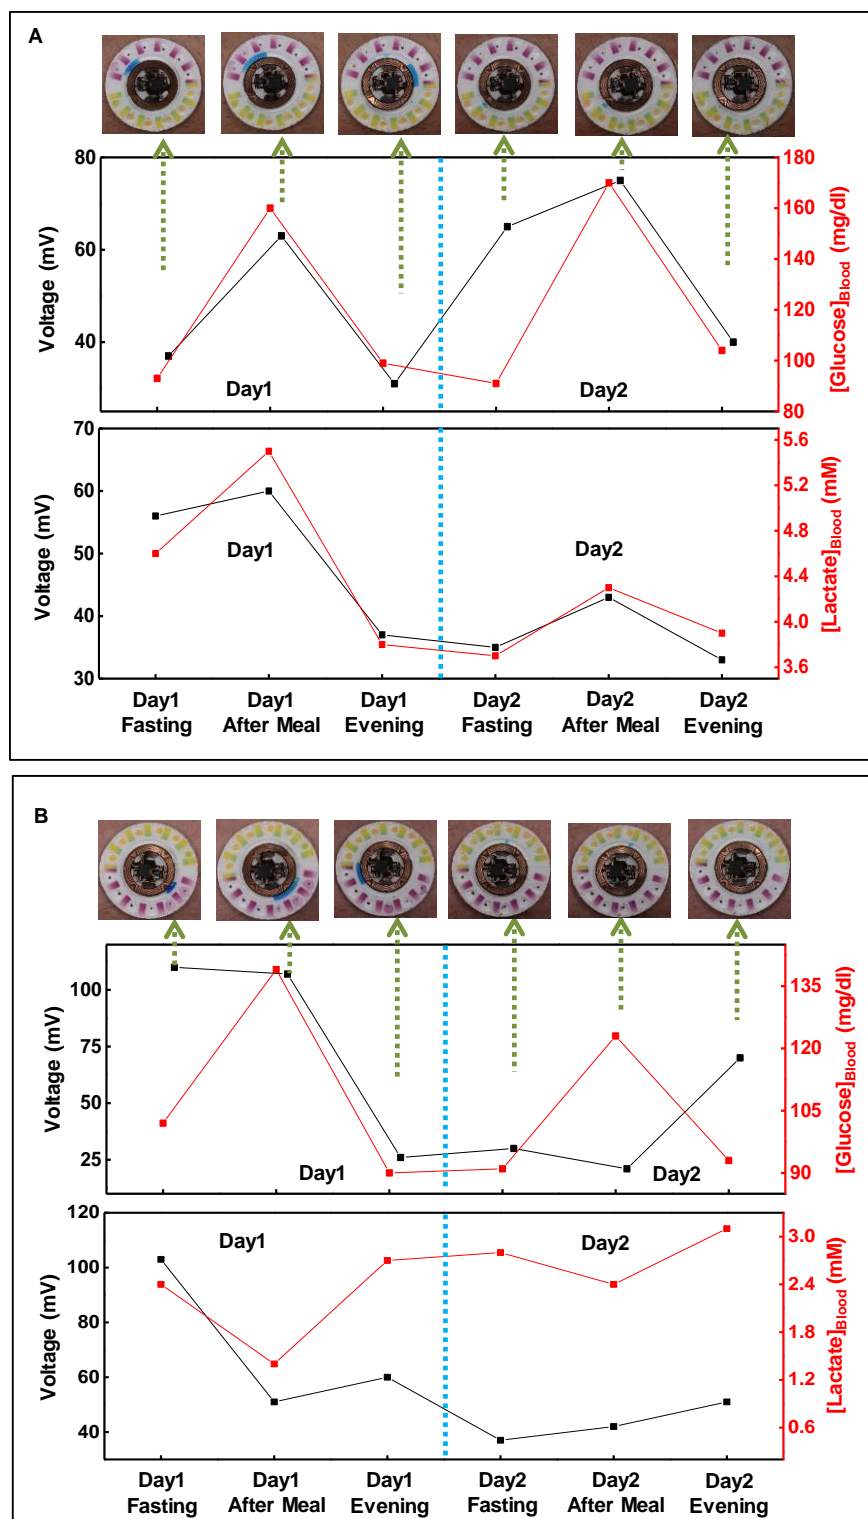 A
80
60
40
Voltage (mV)
180
160
140
120
100
80
[Glucose]Blood (mg/dl)
Day1
Day2
70
60
50
40
30
Voltage (mV)
5.6
5.2
4.8
4.4
4.0
3.6
[Lactate]Blood (mM)
Day1
Day2
Day1 Day1 Day1 Day2 Day2 Day2
Fasting After Meal Evening Fasting After Meal Evening
B
100
75
50
25
Voltage (mV)
135
120
105
90
[Glucose]Blood (mg/dl)
Day1
Day2
120
100
80
60
40
Voltage (mV)
3.0
2.4
1.8
1.2
0.6
[Lactate]Blood (mM)
Day1
Day2
Day1 Day1 Day1 Day2 Day2 Day2
Fasting After Meal Evening Fasting After Meal Evening